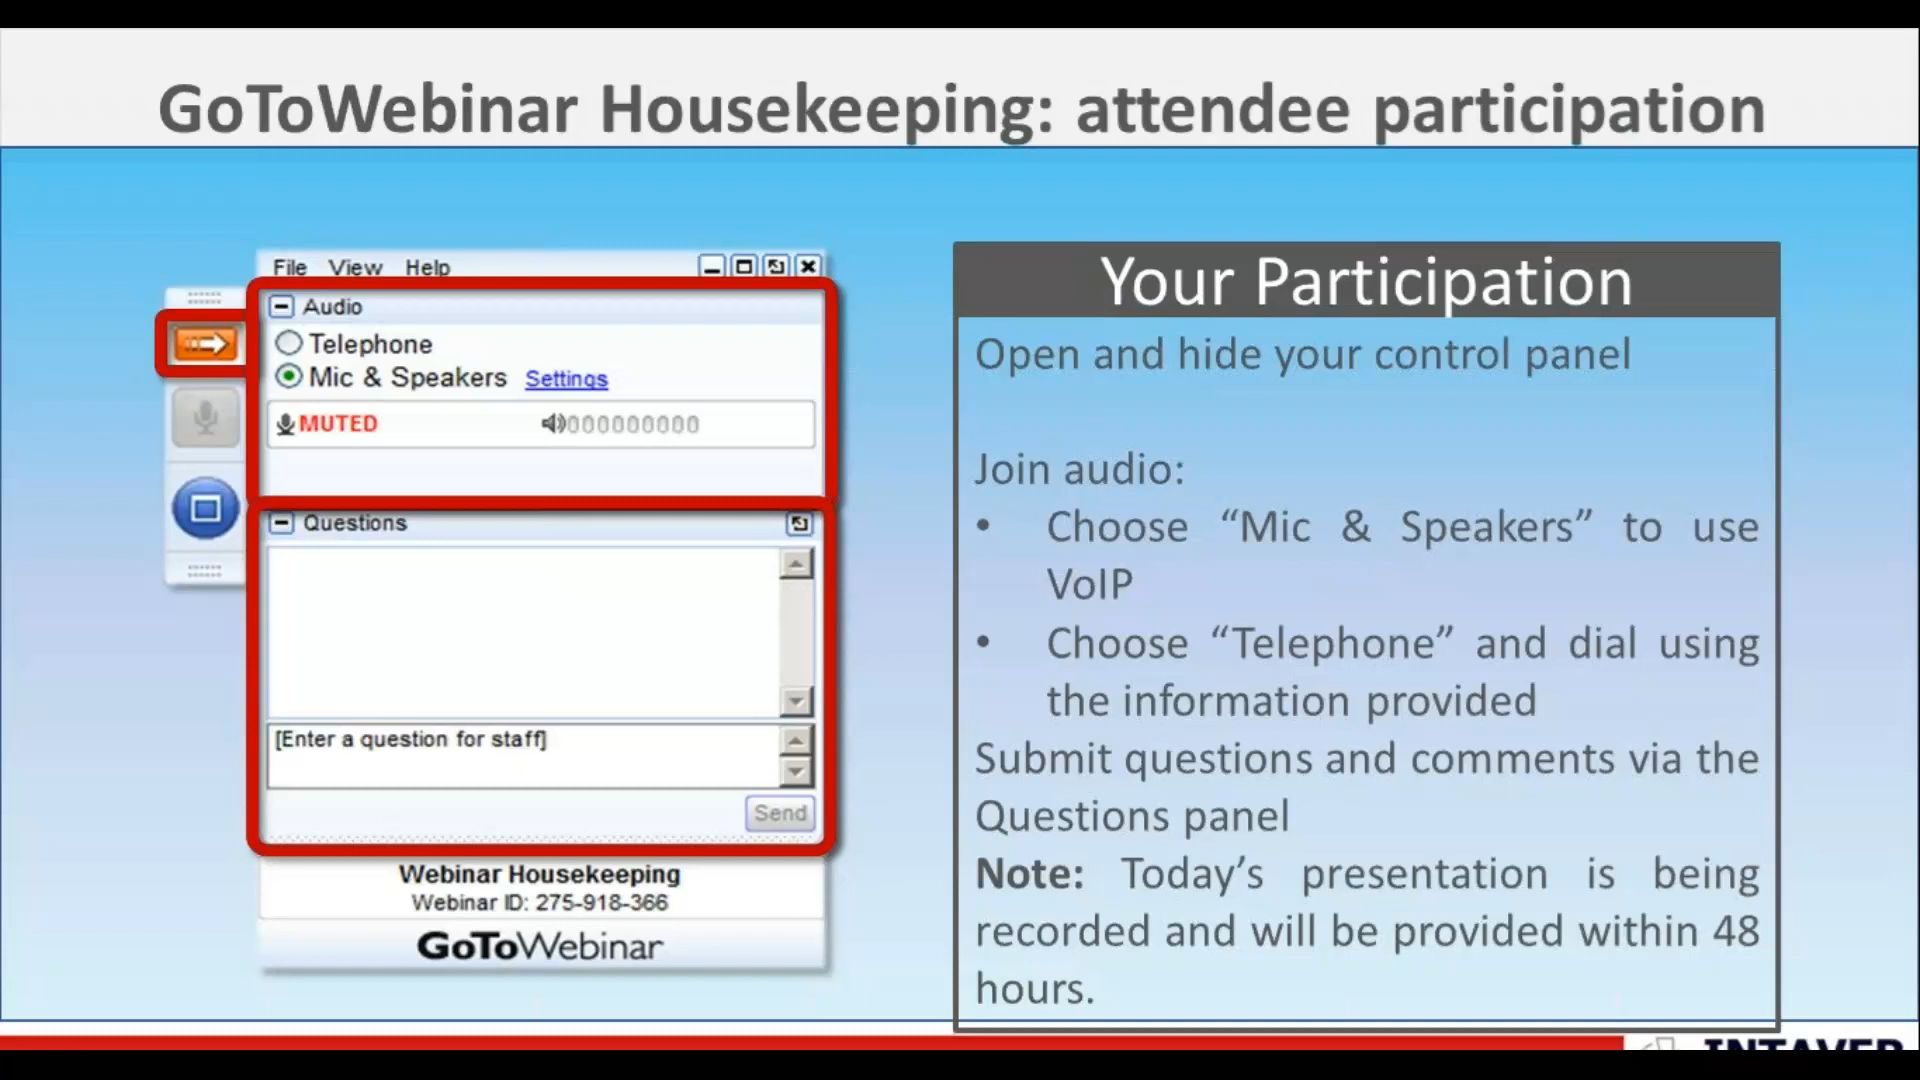 GoToWebinar Housekeeping: attendee participation
File View Help
Audio
Telephone
Mic & Speakers Settings
MUTED 000000000
Questions
[Enter a question for staff]
Send
Webinar Housekeeping
Webinar ID: 275-918-366
GoToWebinar
Your Participation
Open and hide your control panel
Join audio:
• Choose “Mic & Speakers” to use
VoIP
• Choose “Telephone” and dial using
the information provided
Submit questions and comments via the
Questions panel
Note: Today’s presentation is being
recorded and will be provided within 48
hours.
INTAVER